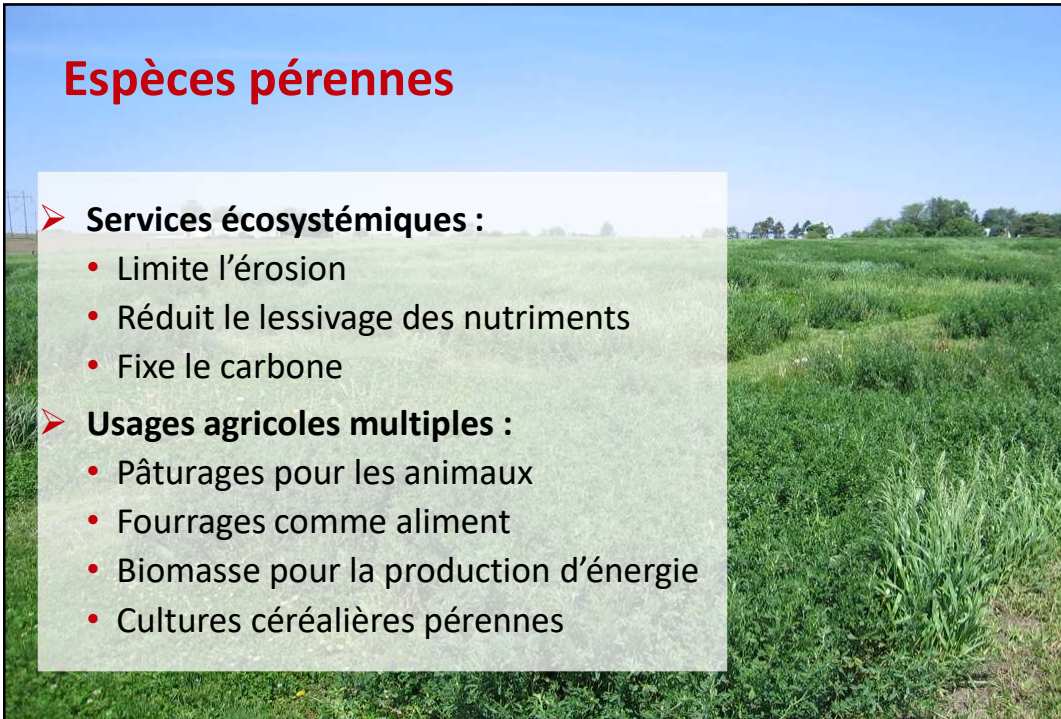 Espèces pérennes
➢ Services écosystémiques :
• Limite l’érosion
• Réduit le lessivage des nutriments
• Fixe le carbone
➢ Usages agricoles multiples :
• Pâturages pour les animaux
• Fourrages comme aliment
• Biomasse pour la production d’énergie
• Cultures céréalières pérennes